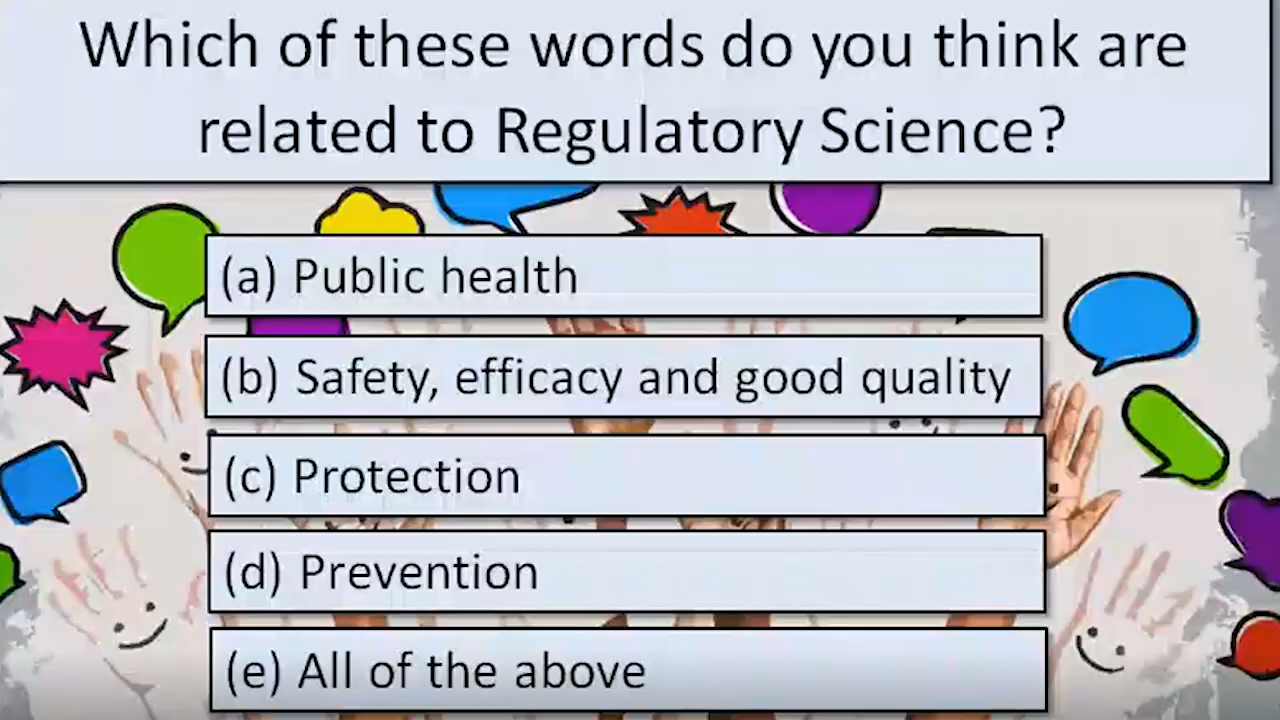 Which of these words do you think are
related to Regulatory Science?
(a) Public health
(b) Safety, efficacy and good quality
(c) Protection
(d) Prevention
(e) All of the above